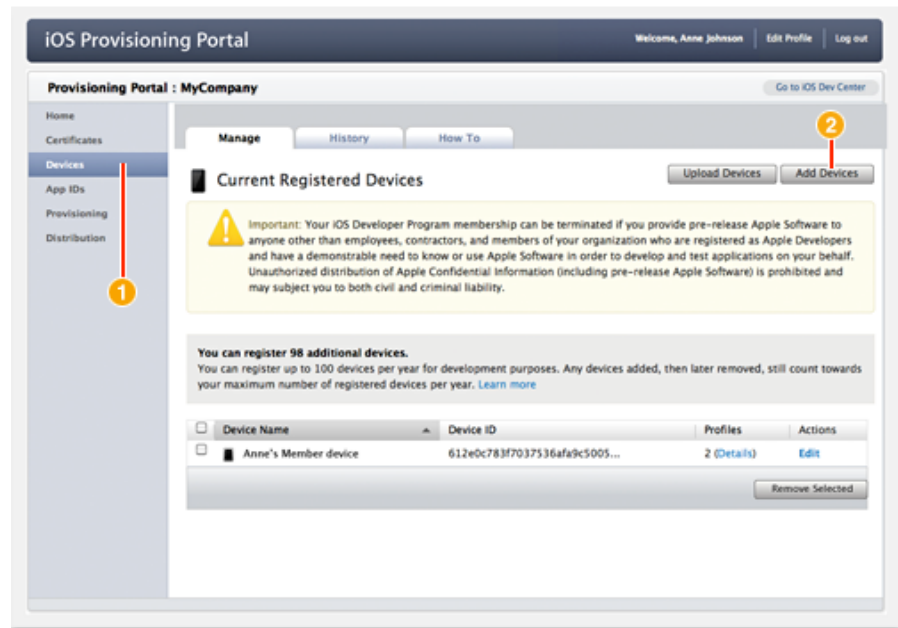 iOS Provisioning Portal
Welcome, Anne Johnson
Edit Profile
Log out
Provisioning Portal : MyCompany
Go to iOS Dev Center
Home
Certificates
Devices
App IDs
Provisioning
Distribution
1
2
Manage
History
How To
Current Registered Devices
Upload Devices
Add Devices
Important: Your iOS Developer Program membership can be terminated if you provide pre-release Apple Software to
anyone other than employees, contractors, and members of your organization who are registered as Apple Developers
and have a demonstrable need to know or use Apple Software in order to develop and test applications on your behalf.
Unauthorized distribution of Apple Confidential Information (including pre-release Apple Software) is prohibited and
may subject you to both civil and criminal liability.
You can register 98 additional devices.
You can register up to 100 devices per year for development purposes. Any devices added, then later removed, still count towards
your maximum number of registered devices per year. Learn more
Device Name
Device ID
Profiles
Actions
Anne's Member device
612e0c783f7037536afa9c5005...
2 (Details)
Edit
Remove Selected